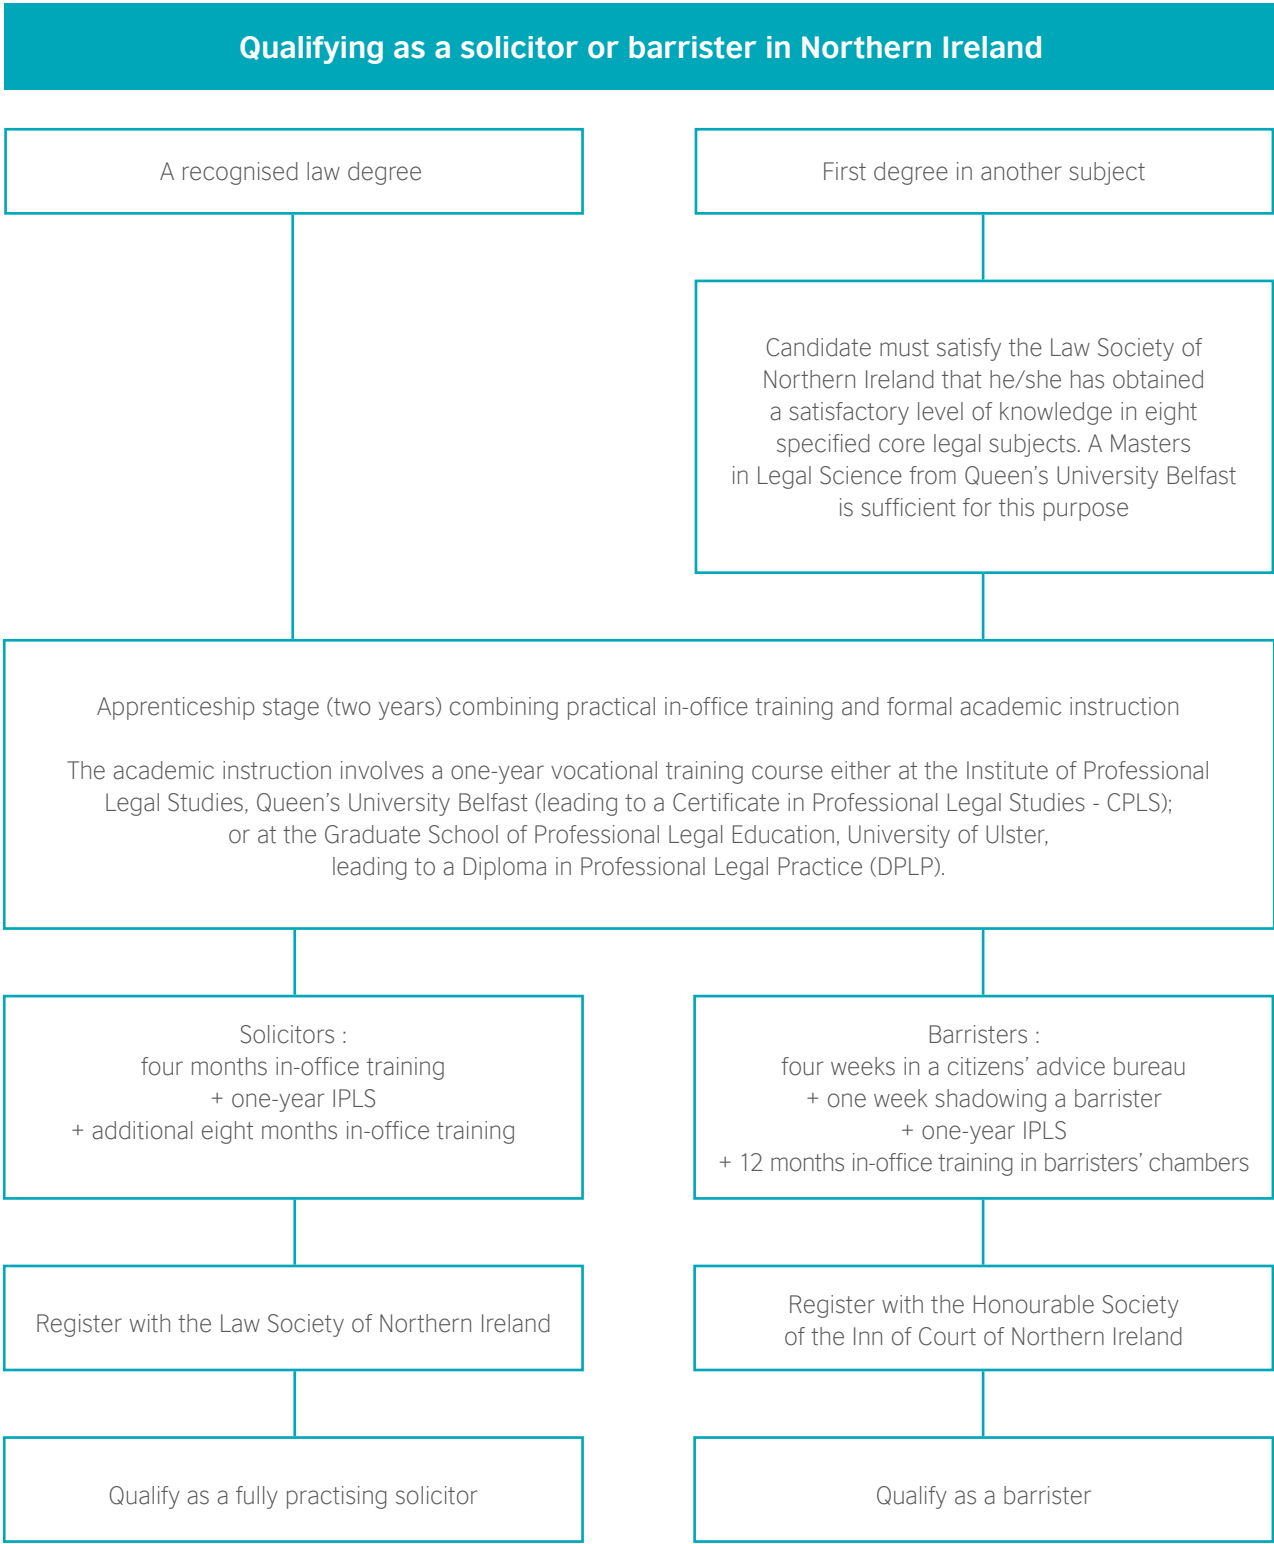 Qualifying as a solicitor or barrister in Northern Ireland
A recognised law degree
First degree in another subject
Candidate must satisfy the Law Society of
Northern Ireland that he/she has obtained
a satisfactory level of knowledge in eight
specified core legal subjects. A Masters
in Legal Science from Queen’s University Belfast
is sufficient for this purpose
Apprenticeship stage (two years) combining practical in-office training and formal academic instruction
The academic instruction involves a one-year vocational training course either at the Institute of Professional
Legal Studies, Queen’s University Belfast (leading to a Certificate in Professional Legal Studies - CPLS);
or at the Graduate School of Professional Legal Education, University of Ulster,
leading to a Diploma in Professional Legal Practice (DPLP).
Solicitors :
four months in-office training
+ one-year IPLS
+ additional eight months in-office training
Barristers :
four weeks in a citizens’ advice bureau
+ one week shadowing a barrister
+ one-year IPLS
+ 12 months in-office training in barristers’ chambers
Register with the Law Society of Northern Ireland
Register with the Honourable Society
of the Inn of Court of Northern Ireland
Qualify as a fully practising solicitor
Qualify as a barrister